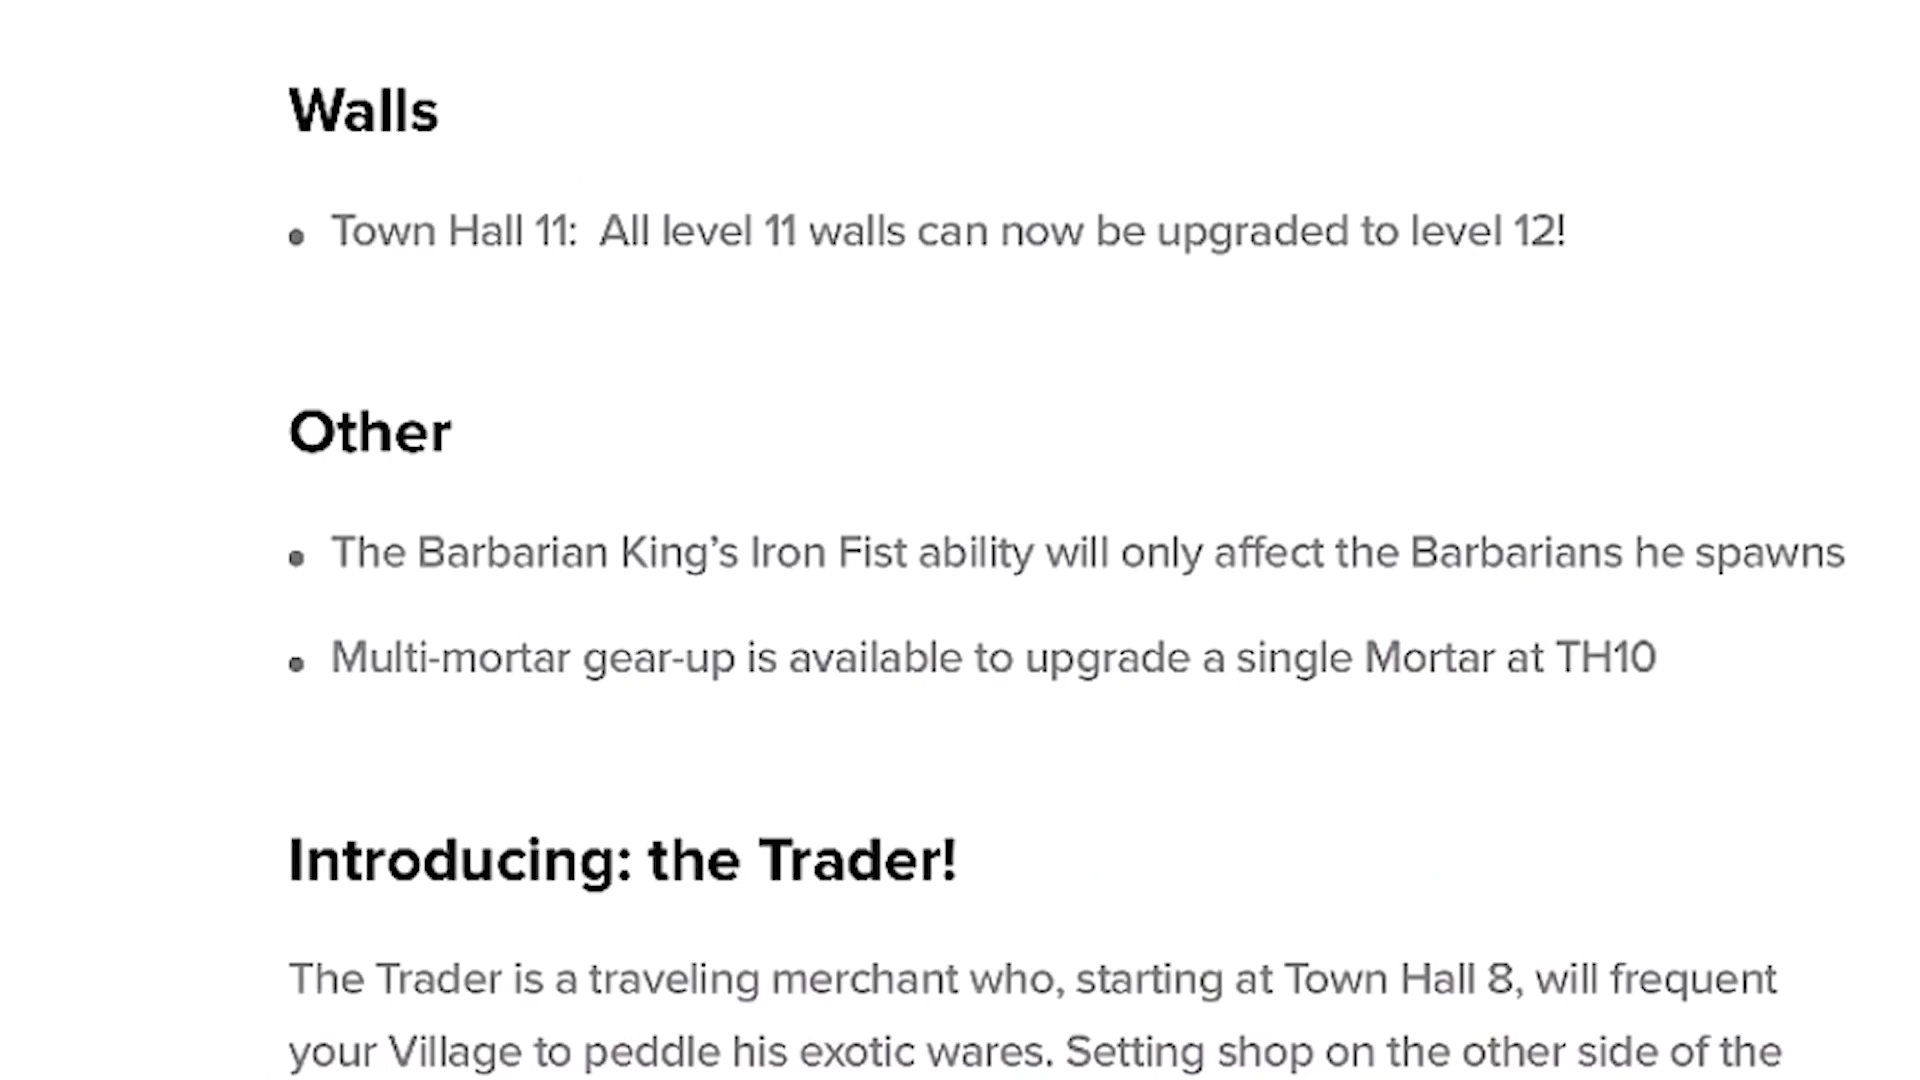 Walls
• Town Hall 11:  All level 11 walls can now be upgraded to level 12!
Other
• The Barbarian King’s Iron Fist ability will only affect the Barbarians he spawns
• Multi-mortar gear-up is available to upgrade a single Mortar at TH10
Introducing: the Trader!
The Trader is a traveling merchant who, starting at Town Hall 8, will frequent
your Village to peddle his exotic wares. Setting shop on the other side of the